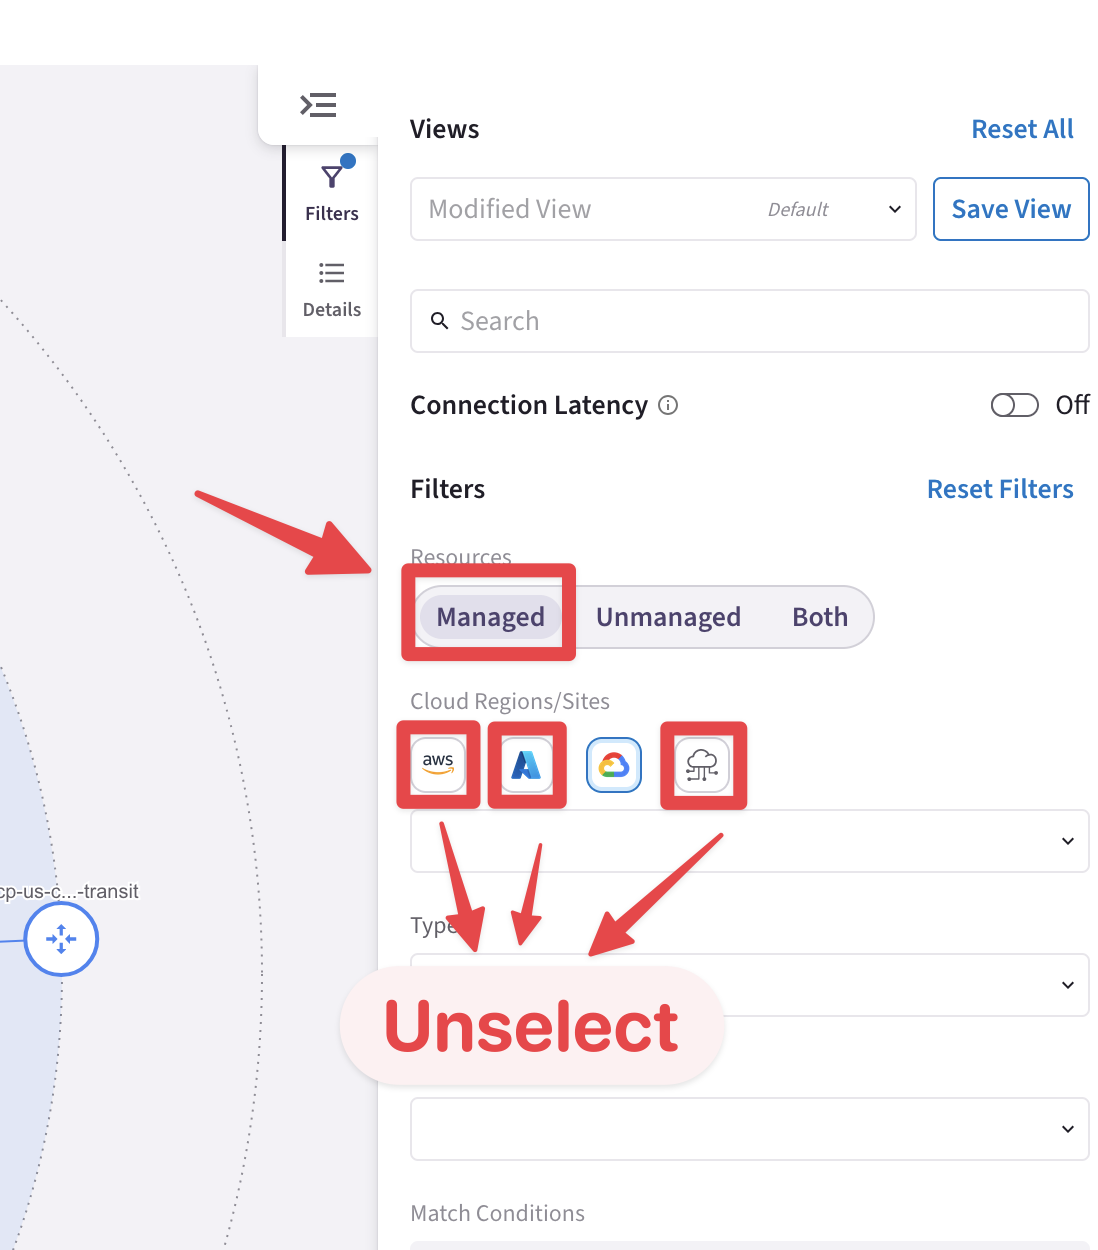 Views
Reset All
Filters
Modified View
Default
Save View
Details
Search
Connection Latency
Off
Filters
Reset Filters
Resources
Managed
Unmanaged
Both
Cloud Regions/Sites
aws
cp-us-c...-transit
Type
Unselect
Match Conditions